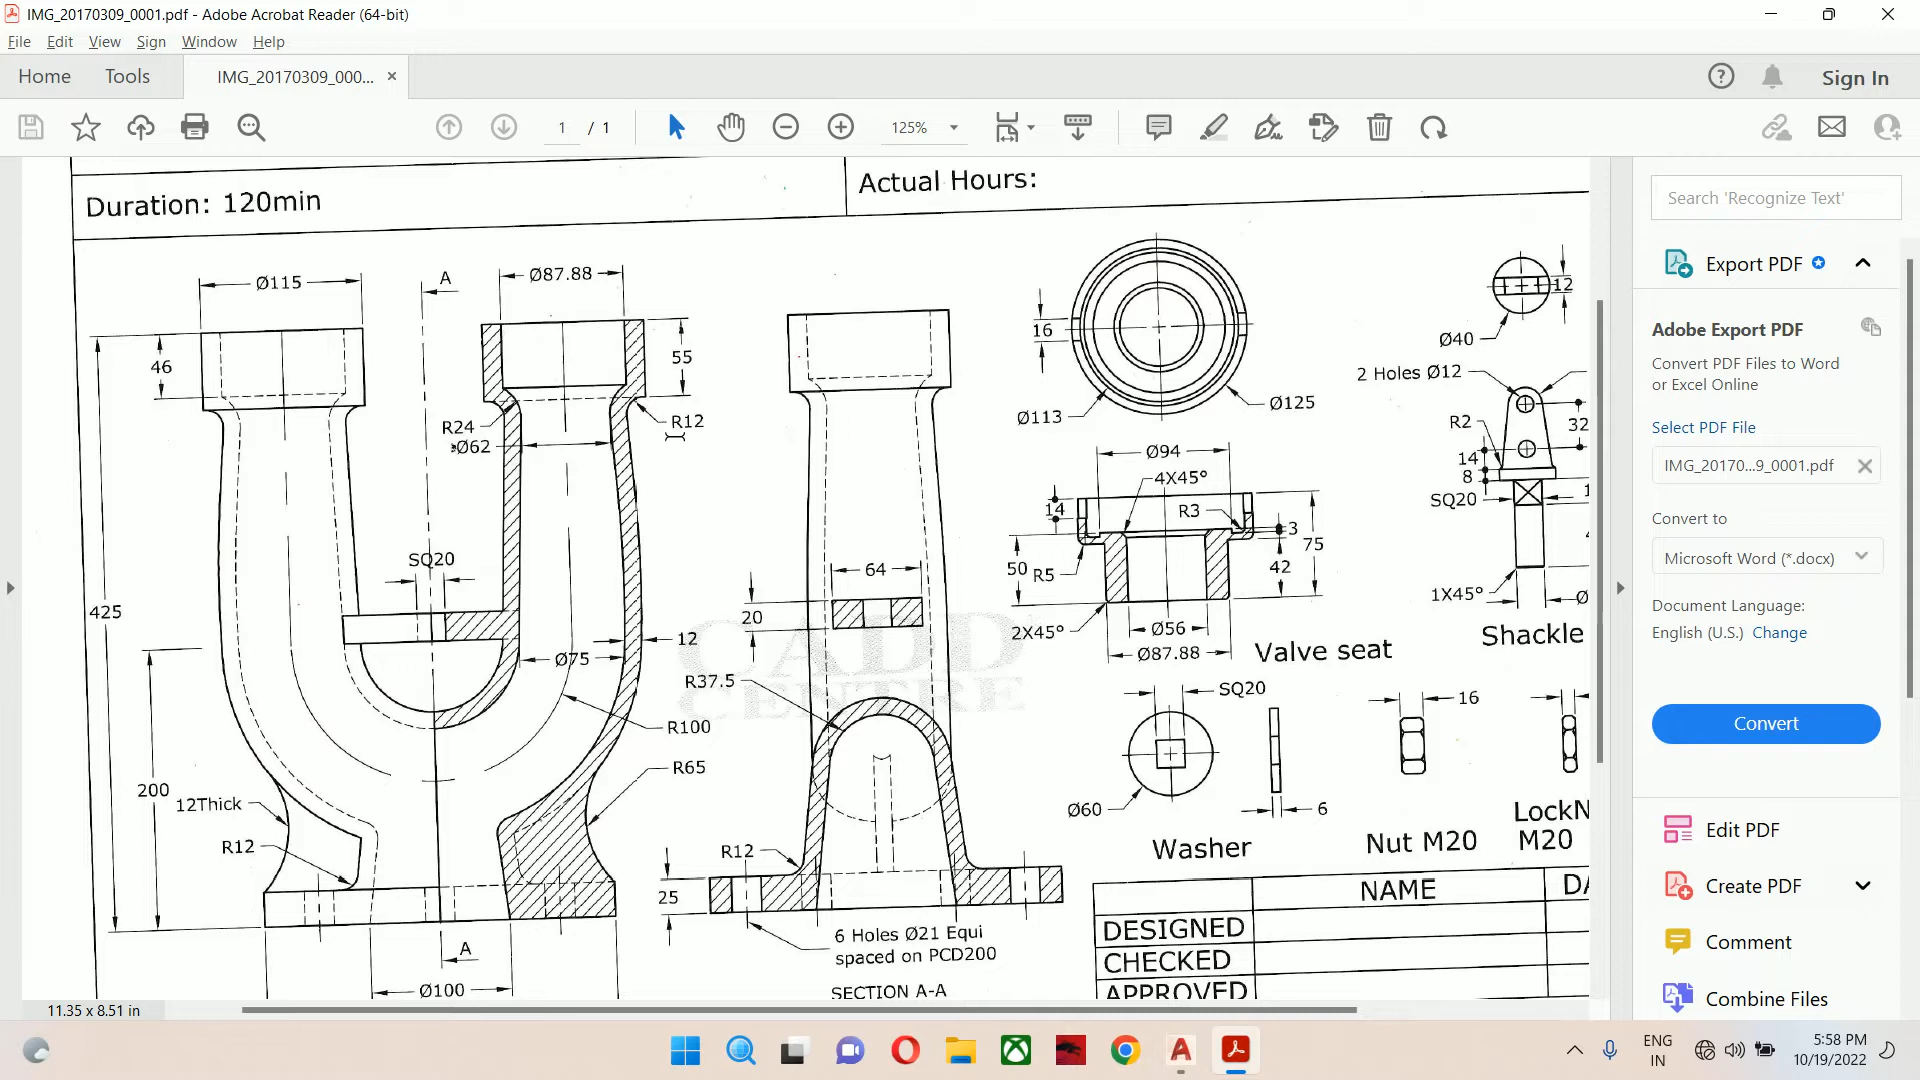 IMG_20170309_0001.pdf - Adobe Acrobat Reader (64-bit)
File Edit View Sign Window Help
Home Tools IMG_20170309_000... × Sign In
1 / 1 125%
Duration: 120min
Actual Hours:
Ø115
A
Ø87.88
46
55
R24
Ø62
R12
SQ20
425
12
Ø75
R100
200
12Thick
R65
R12
A
Ø100
64
20
R37.5
R12
25
6 Holes Ø21 Equi
spaced on PCD200
SECTION A-A
CADD
CENTRE
16
Ø113
Ø125
Ø94
4X45°
14
R3
3
75
50
R5
42
2X45°
Ø56
Ø87.88
Valve seat
12
Ø40
2 Holes Ø12
R2
32
14
8
SQ20
1X45°
Ø
Shackle
SQ20
Ø60
6
Washer
16
Nut M20
LockN
M20
NAME
DA
DESIGNED
CHECKED
APPROVED
11.35 x 8.51 in
Search 'Recognize Text'
Export PDF
Adobe Export PDF
Convert PDF Files to Word
or Excel Online
Select PDF File
IMG_20170...9_0001.pdf
Convert to
Microsoft Word (*.docx)
Document Language:
English (U.S.) Change
Convert
Edit PDF
Create PDF
Comment
Combine Files
ENG
IN
5:58 PM
10/19/2022